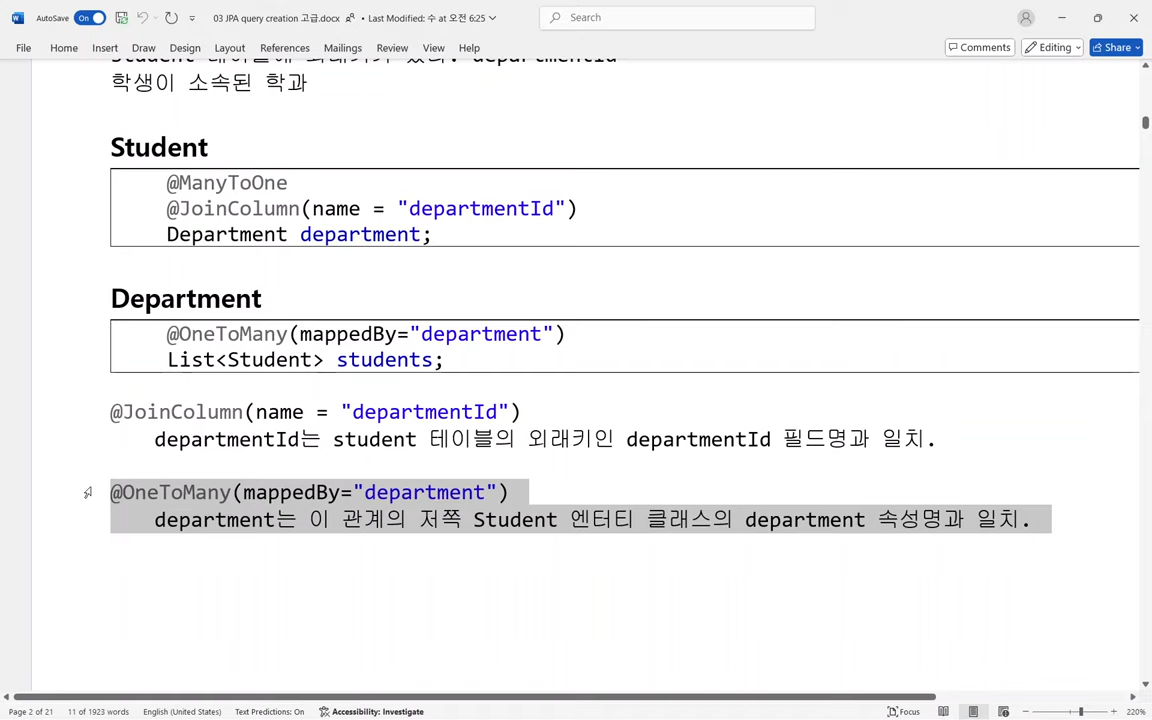 AutoSave On 03 JPA query creation 고급.docx • Last Modified: 수 at 오전 6:25 Search
File Home Insert Draw Design Layout References Mailings Review View Help Comments Editing Share
학생이 소속된 학과
Student
@ManyToOne
@JoinColumn(name = "departmentId")
Department department;
Department
@OneToMany(mappedBy="department")
List<Student> students;
@JoinColumn(name = "departmentId")
departmentId는 student 테이블의 외래키인 departmentId 필드명과 일치.
@OneToMany(mappedBy="department")
department는 이 관계의 저쪽 Student 엔터티 클래스의 department 속성명과 일치.
Page 2 of 21 11 of 1923 words English (United States) Text Predictions: On Accessibility: Investigate Focus 220%